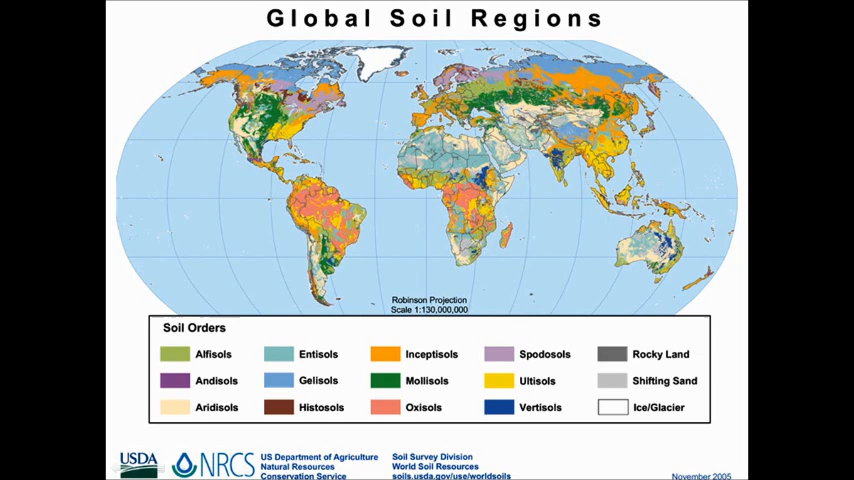 Global Soil Regions
Robinson Projection
Scale 1:130,000,000
Soil Orders
Alfisols
Entisols
Inceptisols
Spodosols
Rocky Land
Andisols
Gelisols
Mollisols
Ultisols
Shifting Sand
Aridisols
Histosols
Oxisols
Vertisols
Ice/Glacier
USDA
NRCS
US Department of Agriculture
Natural Resources
Conservation Service
Soil Survey Division
World Soil Resources
soils.usda.gov/use/worldsoils
November 2005